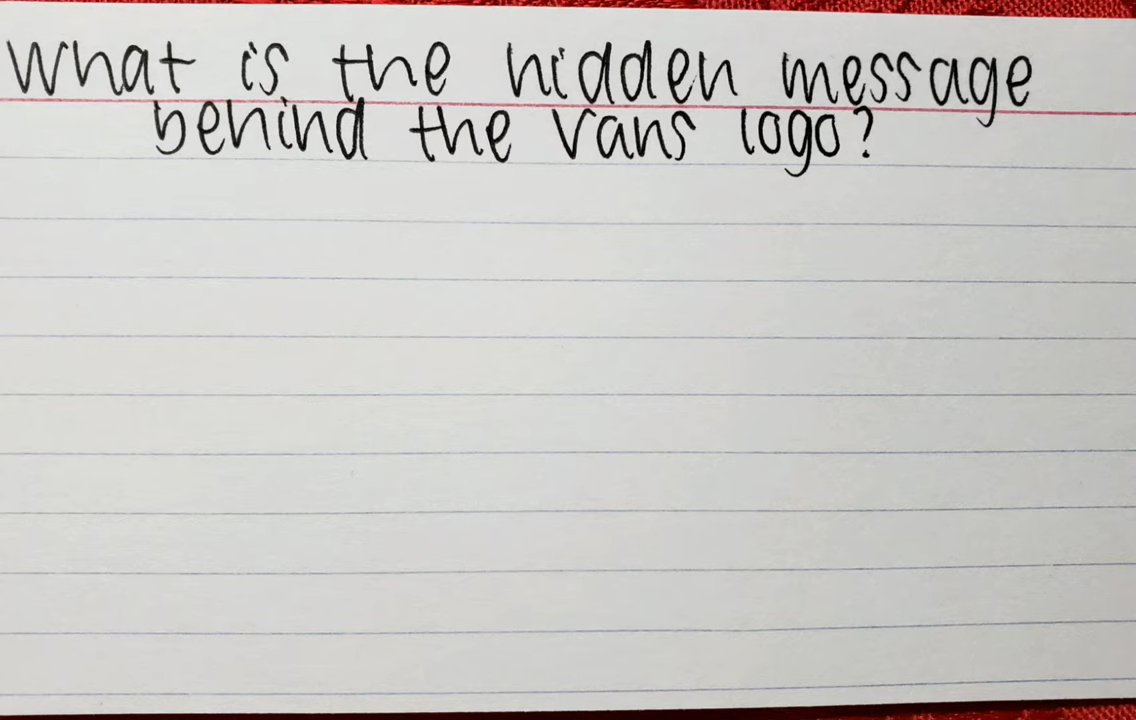 What is the hidden message
behind the vans logo?